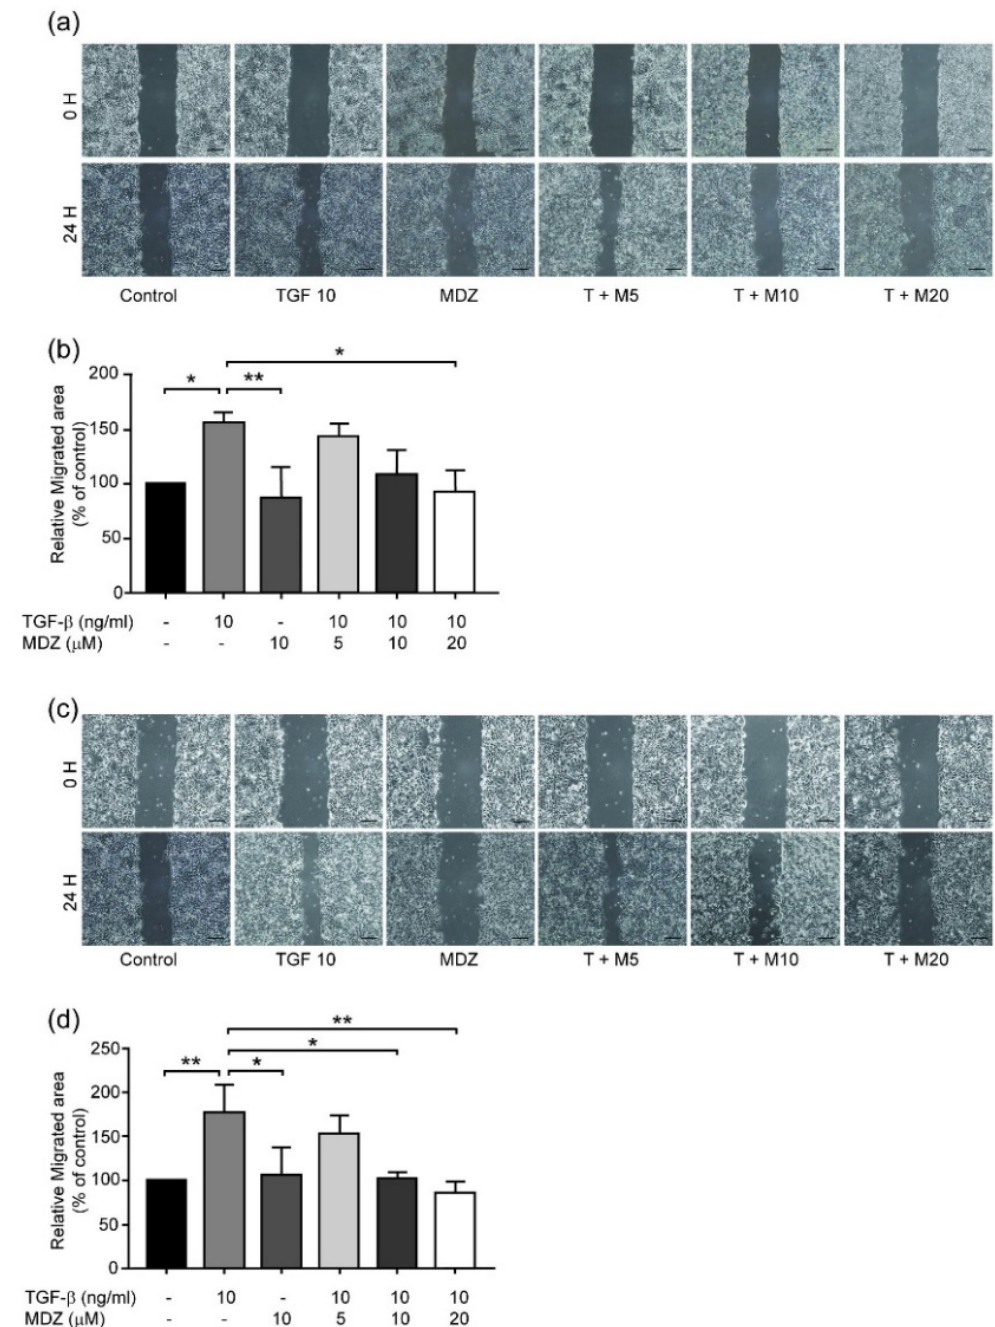 (a)
0 H
24 H
Control TGF 10 MDZ T + M5 T + M10 T + M20
(b)
*
* **
Relative Migrated area
(% of control)
200
150
100
50
0
TGF-β (ng/ml) - 10 - 10 10 10
MDZ (μM) - - 10 5 10 20
(c)
0 H
24 H
Control TGF 10 MDZ T + M5 T + M10 T + M20
(d)
**
*
** *
Relative Migrated area
(% of control)
250
200
150
100
50
0
TGF-β (ng/ml) - 10 - 10 10 10
MDZ (μM) - - 10 5 10 20